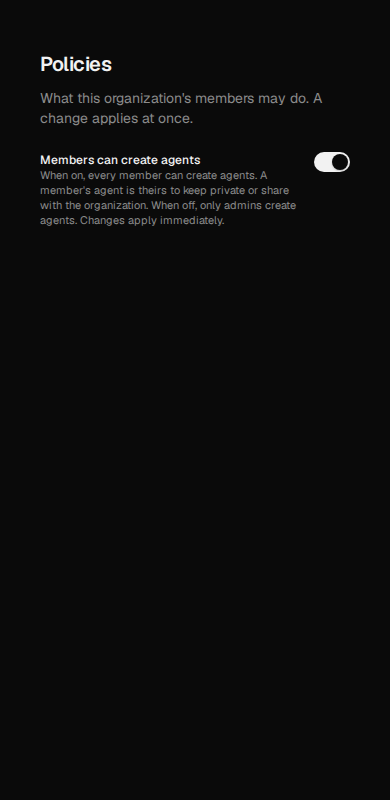 Policies
What this organization's members may do. A
change applies at once.
Members can create agents
When on, every member can create agents. A
member's agent is theirs to keep private or share
with the organization. When off, only admins create
agents. Changes apply immediately.